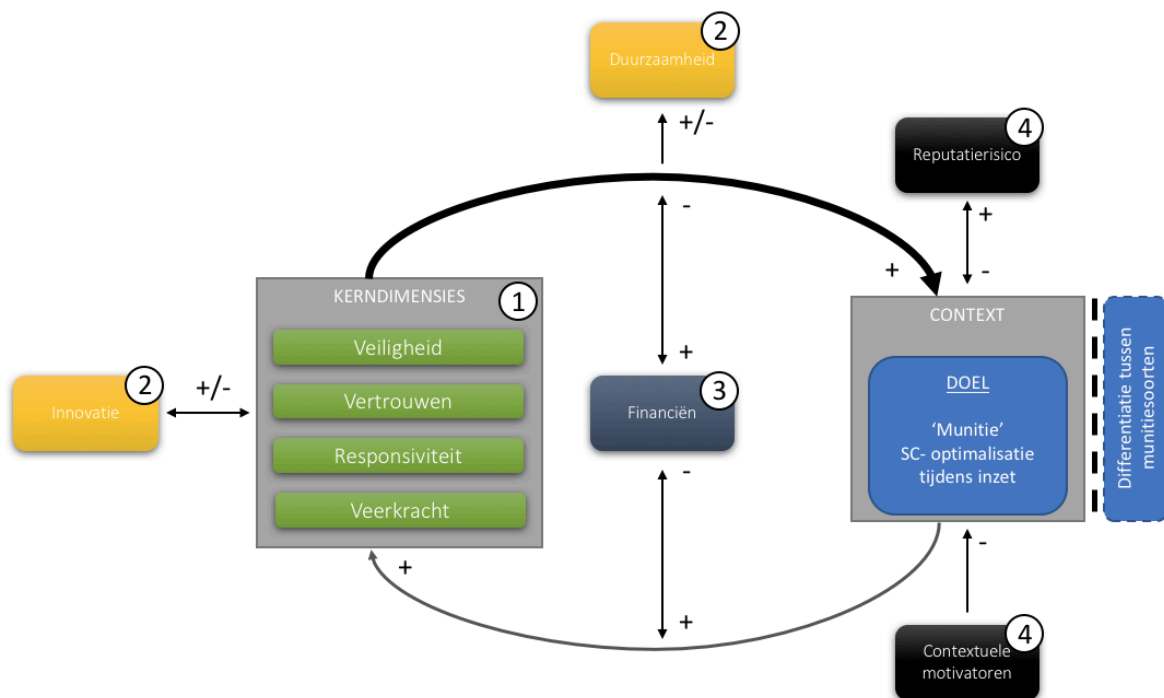 2
Duurzaamheid
+/-
4
Reputatierisico
-
+
-
+
KERNDIMENSIES
1
Veiligheid
Vertrouwen
Responsiviteit
Veerkracht
2
Innovatie
+/-
+
3
Financiën
-
+
+
CONTEXT
DOEL
‘Munitie’
SC- optimalisatie
tijdens inzet
Differentiatie tussen
munitiesoorten
-
4
Contextuele
motivatoren